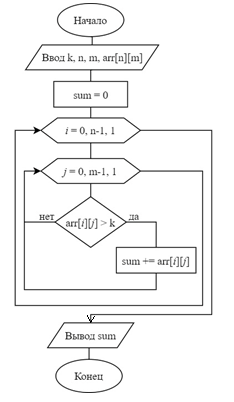 Начало
Ввод k, n, m, arr[n][m]
sum = 0
i = 0, n-1, 1
j = 0, m-1, 1
нет
arr[i][j] > k
да
sum += arr[i][j]
Вывод sum
Конец